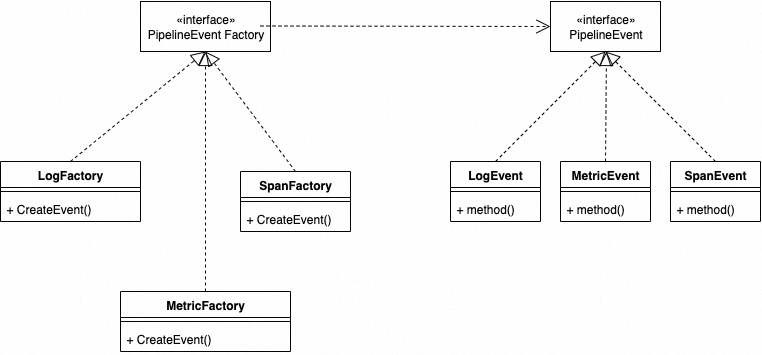 «interface»
PipelineEvent Factory
«interface»
PipelineEvent
LogFactory
+ CreateEvent()
SpanFactory
+ CreateEvent()
MetricFactory
+ CreateEvent()
LogEvent
+ method()
MetricEvent
+ method()
SpanEvent
+ method()